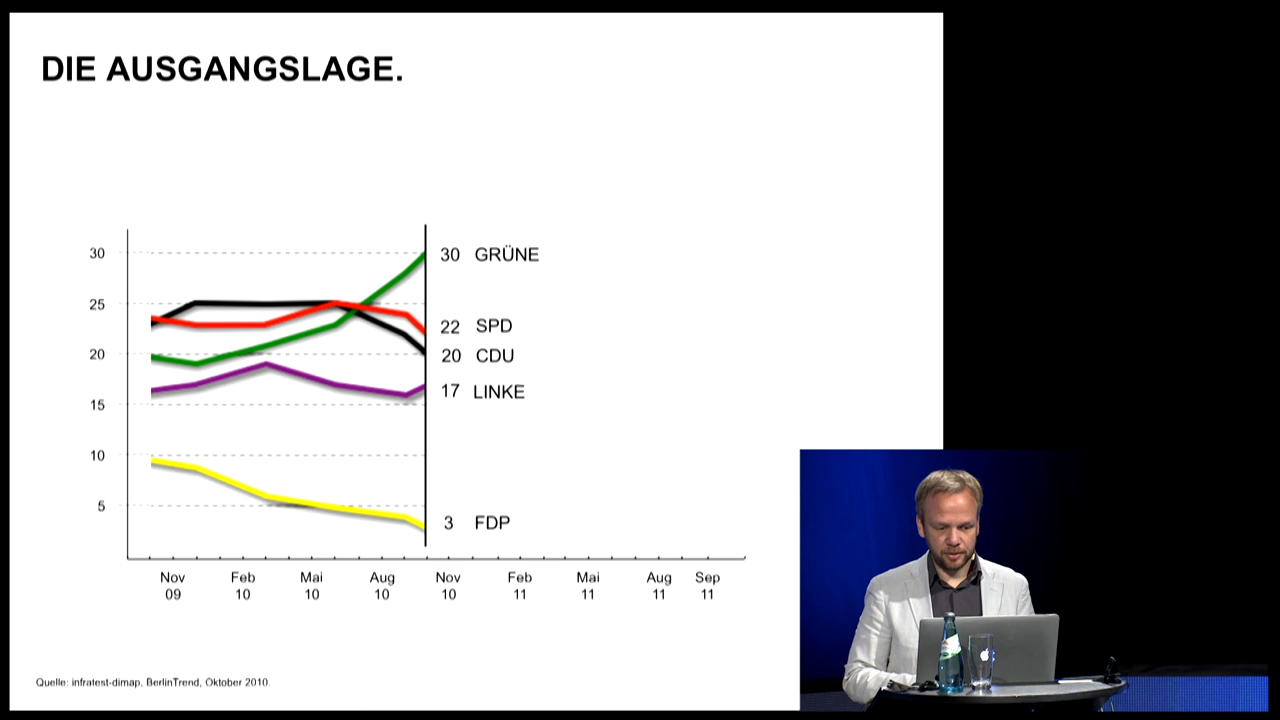 DIE AUSGANGSLAGE.
30
25
20
15
10
5
30 GRÜNE
22 SPD
20 CDU
17 LINKE
3 FDP
Nov Feb Mai Aug Nov Feb Mai Aug Sep
09 10 10 10 10 11 11 11 11
Quelle: infratest-dimap, BerlinTrend, Oktober 2010.